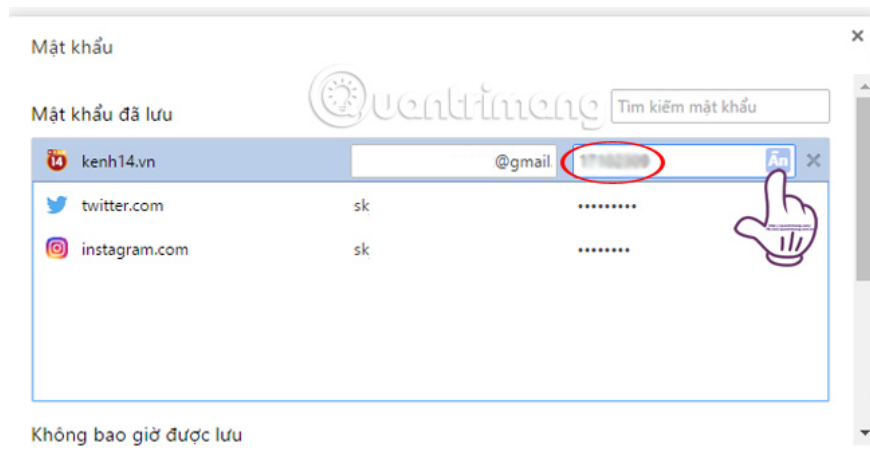 Mật khẩu
Quantrimang
Mật khẩu đã lưu Tìm kiếm mật khẩu
14 kenh14.vn @gmail. Ẩn
twitter.com sk •••••••••
instagram.com sk ••••••••
Không bao giờ được lưu